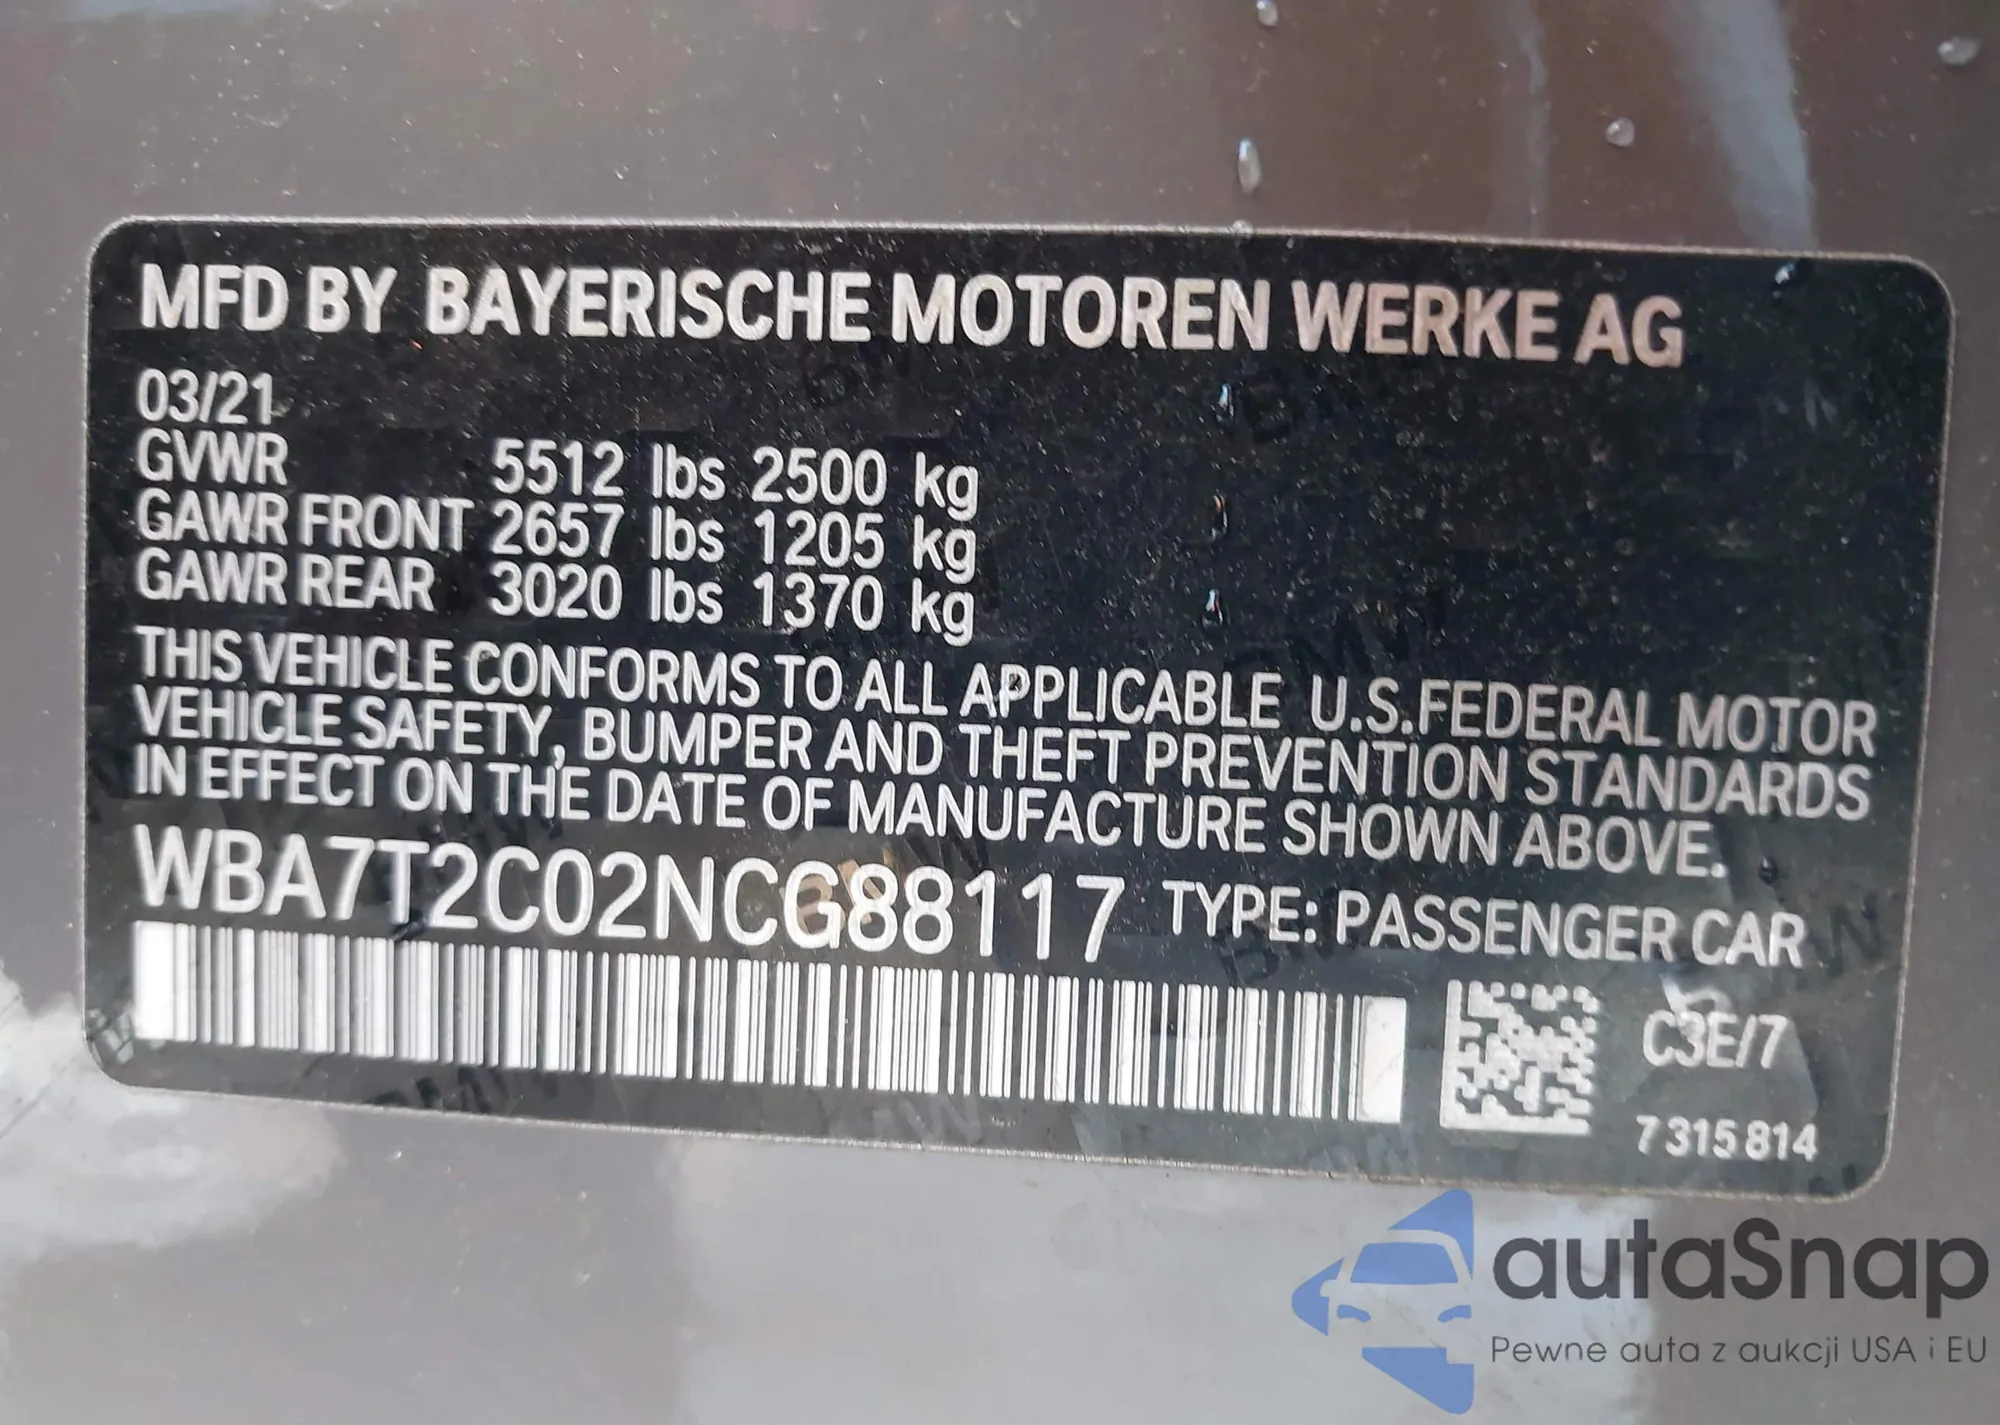 MFD BY BAYERISCHE MOTOREN WERKE AG
03/21
GVWR 5512 lbs 2500 kg
GAWR FRONT 2657 lbs 1205 kg
GAWR REAR 3020 lbs 1370 kg
THIS VEHICLE CONFORMS TO ALL APPLICABLE U.S.FEDERAL MOTOR
VEHICLE SAFETY, BUMPER AND THEFT PREVENTION STANDARDS
IN EFFECT ON THE DATE OF MANUFACTURE SHOWN ABOVE.
WBA7T2C02NCG88117 TYPE: PASSENGER CAR
C3E/7
7 315 814
autaSnap
Pewne auta z aukcji USA i EU